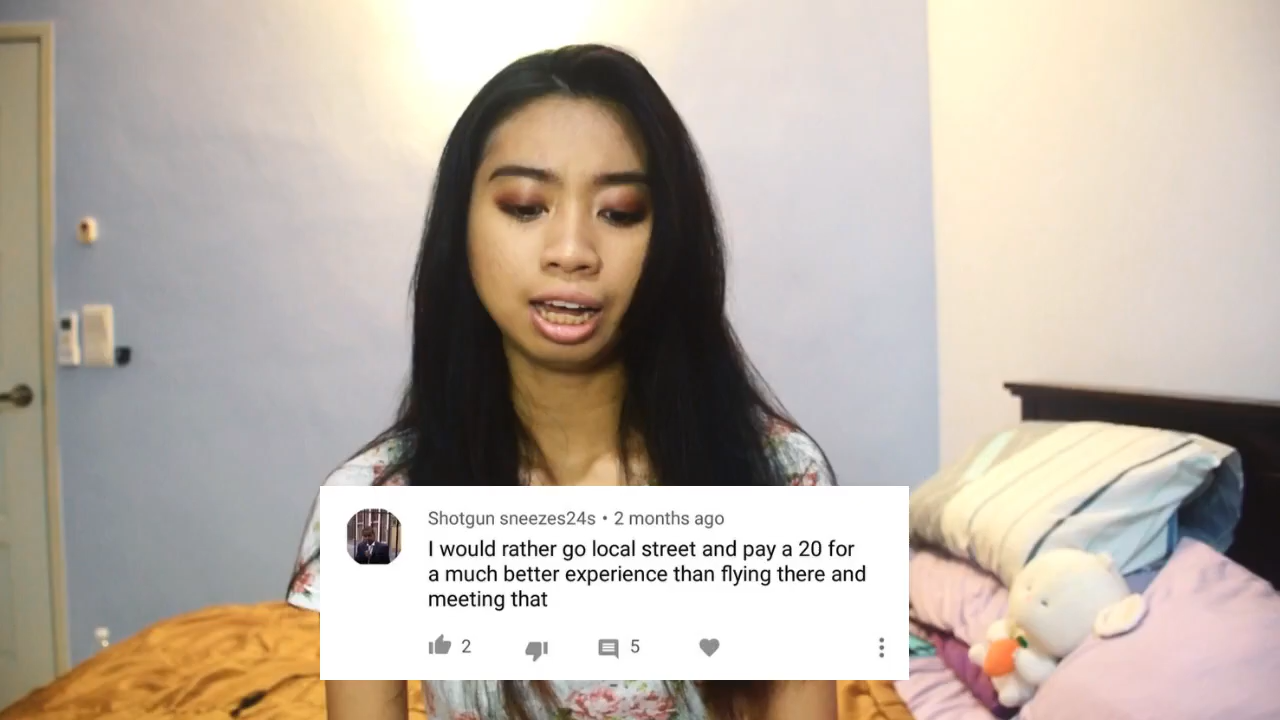 Shotgun sneezes24s • 2 months ago
I would rather go local street and pay a 20 for
a much better experience than flying there and
meeting that
2
5